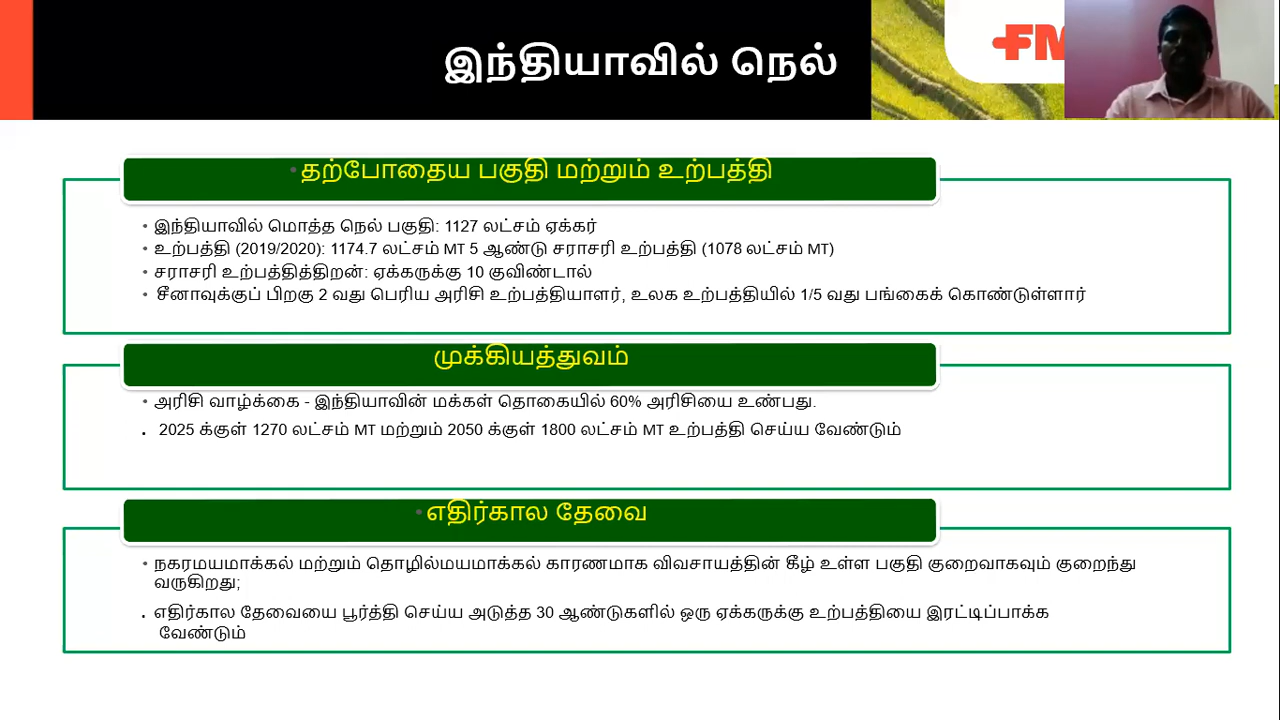 இந்தியாவில் நெல்
FM
• தற்போதைய பகுதி மற்றும் உற்பத்தி
• இந்தியாவில் மொத்த நெல் பகுதி: 1127 லட்சம் ஏக்கர்
• உற்பத்தி (2019/2020): 1174.7 லட்சம் MT 5 ஆண்டு சராசரி உற்பத்தி (1078 லட்சம் MT)
• சராசரி உற்பத்தித்திறன்: ஏக்கருக்கு 10 குவிண்டால்
• சீனாவுக்குப் பிறகு 2 வது பெரிய அரிசி உற்பத்தியாளர், உலக உற்பத்தியில் 1/5 வது பங்கைக் கொண்டுள்ளார்
முக்கியத்துவம்
• அரிசி வாழ்க்கை - இந்தியாவின் மக்கள் தொகையில் 60% அரிசியை உண்பது.
. 2025 க்குள் 1270 லட்சம் MT மற்றும் 2050 க்குள் 1800 லட்சம் MT உற்பத்தி செய்ய வேண்டும்
• எதிர்கால தேவை
• நகரமயமாக்கல் மற்றும் தொழில்மயமாக்கல் காரணமாக விவசாயத்தின் கீழ் உள்ள பகுதி குறைவாகவும் குறைந்து
வருகிறது;
. எதிர்கால தேவையை பூர்த்தி செய்ய அடுத்த 30 ஆண்டுகளில் ஒரு ஏக்கருக்கு உற்பத்தியை இரட்டிப்பாக்க
வேண்டும்